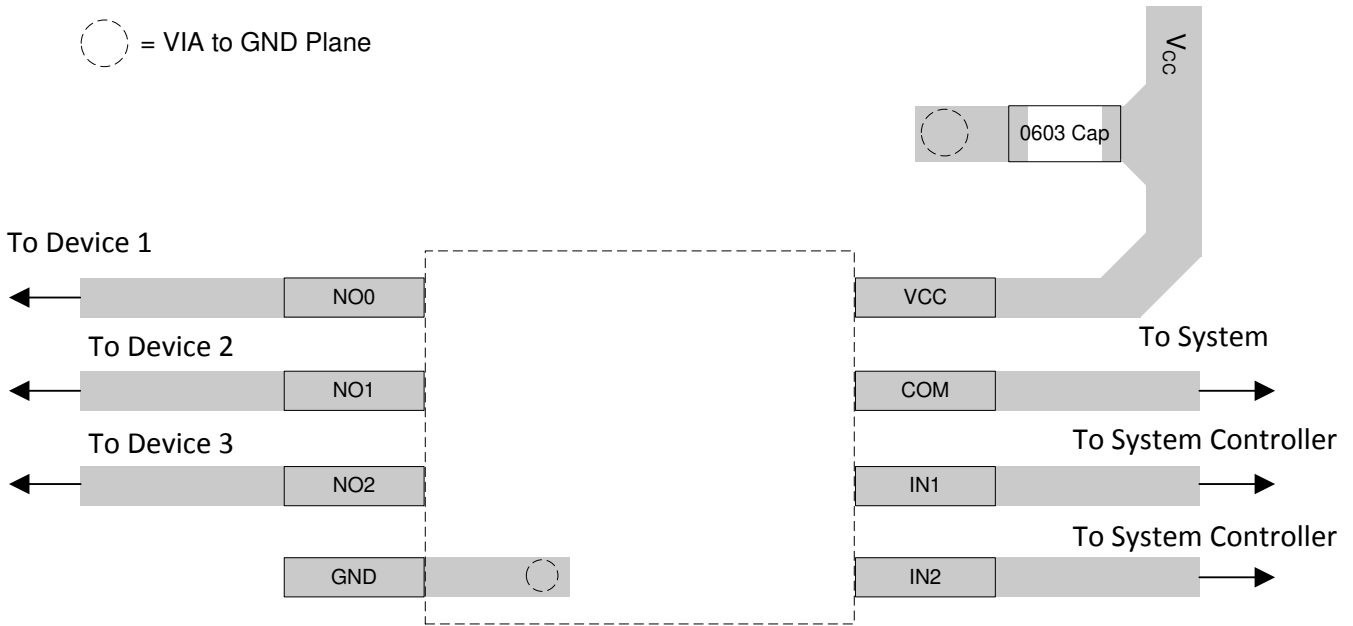 = VIA to GND Plane
VCC
0603 Cap
To Device 1
NO0
VCC
To Device 2
To System
NO1
COM
To Device 3
To System Controller
NO2
IN1
To System Controller
GND
IN2